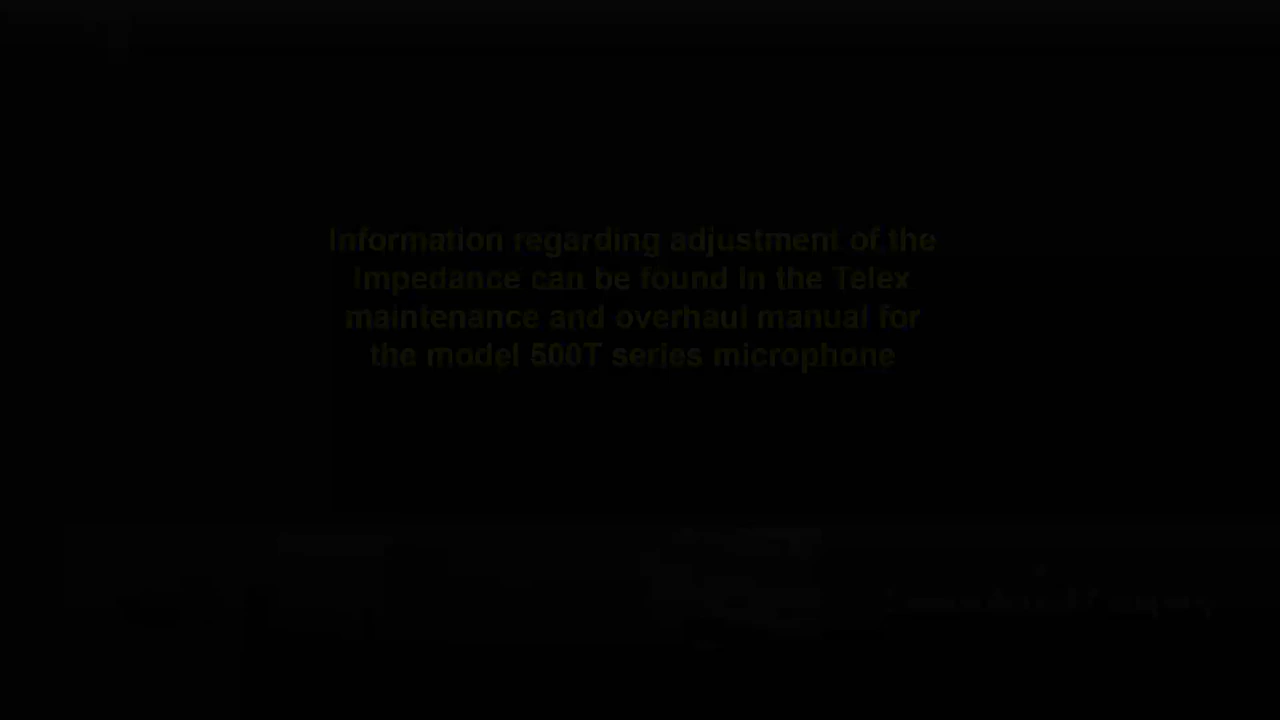 Information regarding adjustment of the
impedance can be found in the Telex
maintenance and overhaul manual for
the model 500T series microphone